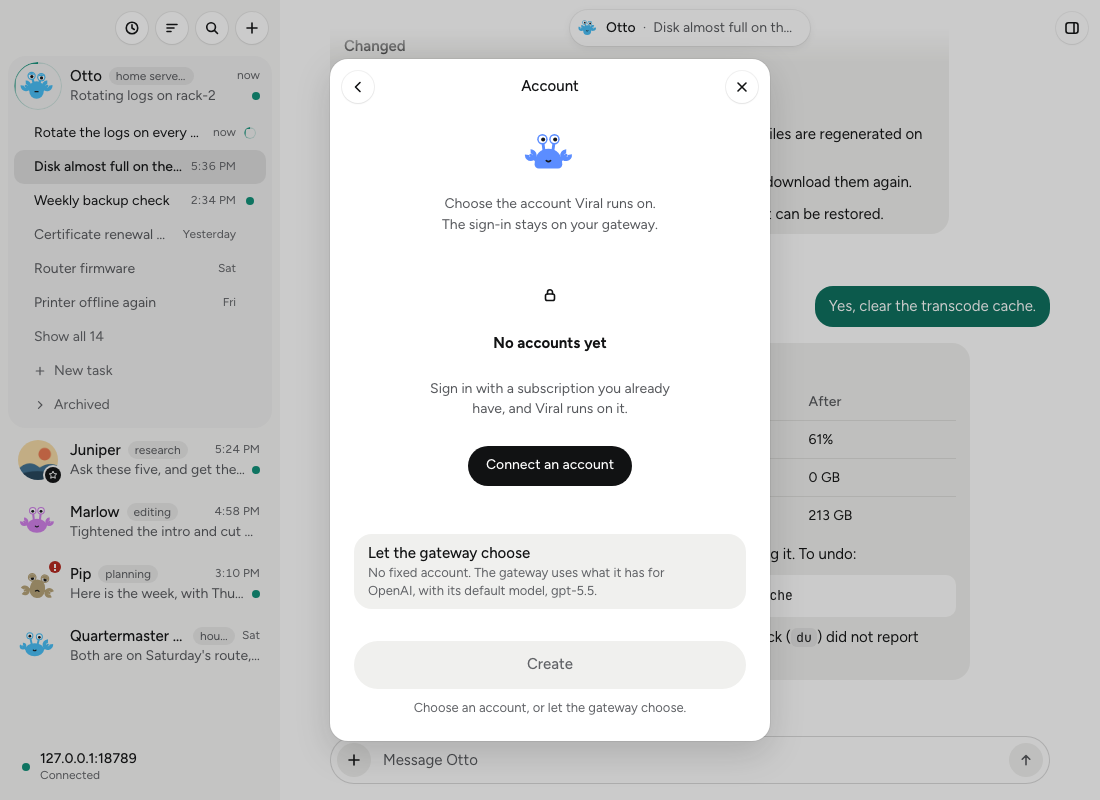 Otto home serve... now
Rotating logs on rack-2
Rotate the logs on every ... now
Disk almost full on the... 5:36 PM
Weekly backup check 2:34 PM
Certificate renewal ... Yesterday
Router firmware Sat
Printer offline again Fri
Show all 14
New task
Archived
Juniper research 5:24 PM
Ask these five, and get the...
Marlow editing 4:58 PM
Tightened the intro and cut ...
Pip planning 3:10 PM
Here is the week, with Thu...
Quartermaster ... hou... Sat
Both are on Saturday's route,...
127.0.0.1:18789
Connected
Otto · Disk almost full on th...
Changed
iles are regenerated on
download them again.
t can be restored.
Yes, clear the transcode cache.
After
61%
0 GB
213 GB
g it. To undo:
che
ck (du) did not report
Message Otto
Account
Choose the account Viral runs on.
The sign-in stays on your gateway.
No accounts yet
Sign in with a subscription you already
have, and Viral runs on it.
Connect an account
Let the gateway choose
No fixed account. The gateway uses what it has for
OpenAI, with its default model, gpt-5.5.
Create
Choose an account, or let the gateway choose.